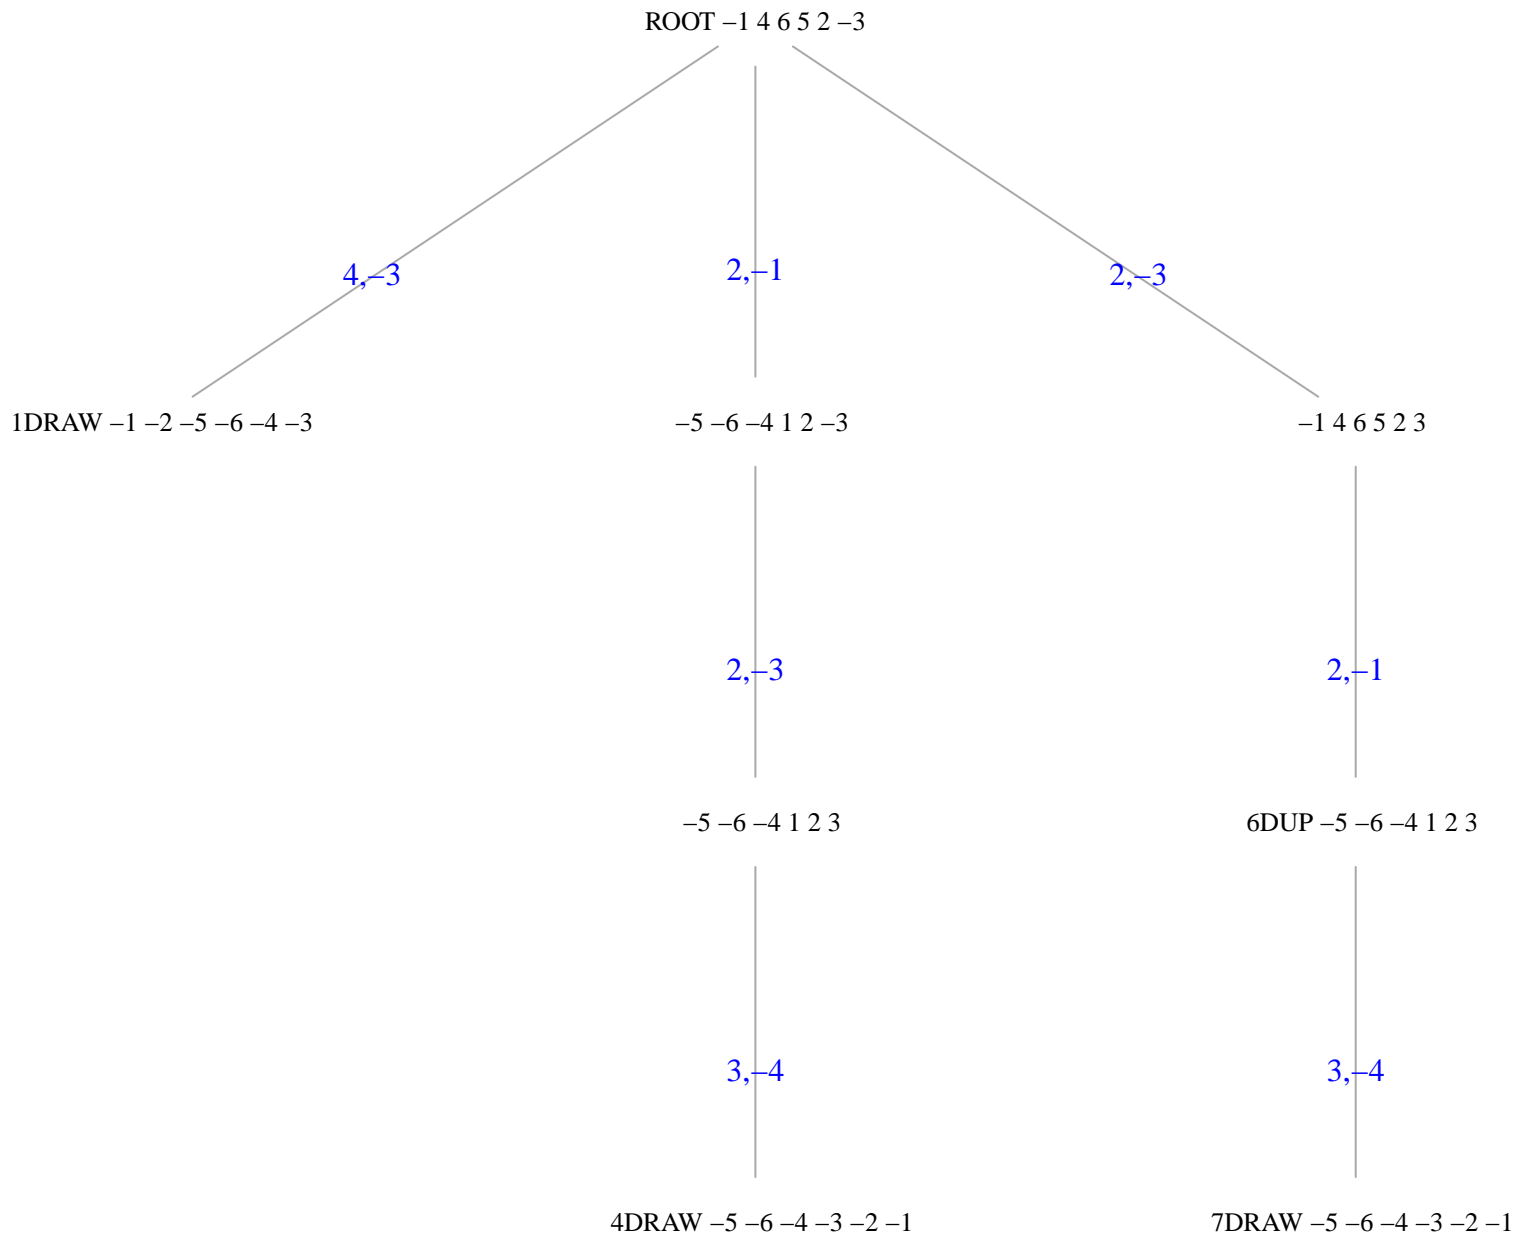 ROOT –1 4 6 5 2 –3
4,–3
2,–1
2,–3
1DRAW –1 –2 –5 –6 –4 –3
–5 –6 –4 1 2 –3
–1 4 6 5 2 3
2,–3
2,–1
–5 –6 –4 1 2 3
6DUP –5 –6 –4 1 2 3
3,–4
3,–4
4DRAW –5 –6 –4 –3 –2 –1
7DRAW –5 –6 –4 –3 –2 –1